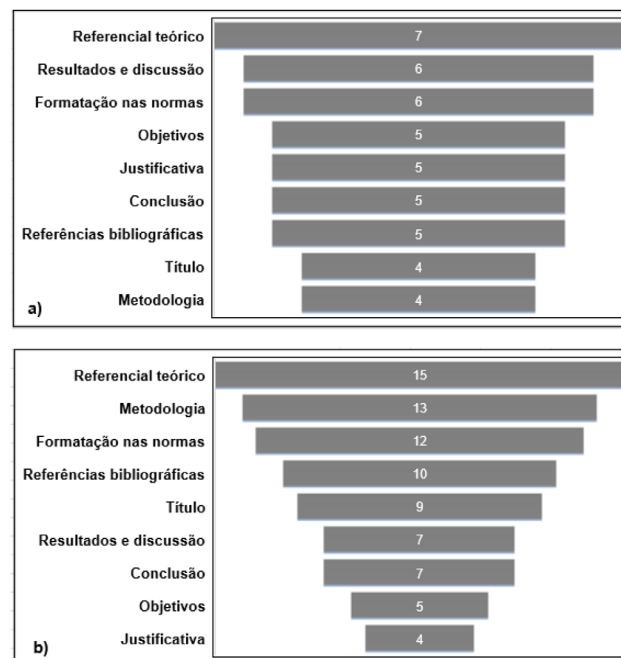 Referencial teórico 7
Resultados e discussão 6
Formatação nas normas 6
Objetivos 5
Justificativa 5
Conclusão 5
Referências bibliográficas 5
Título 4
Metodologia 4
a)
Referencial teórico 15
Metodologia 13
Formatação nas normas 12
Referências bibliográficas 10
Título 9
Resultados e discussão 7
Conclusão 7
Objetivos 5
Justificativa 4
b)